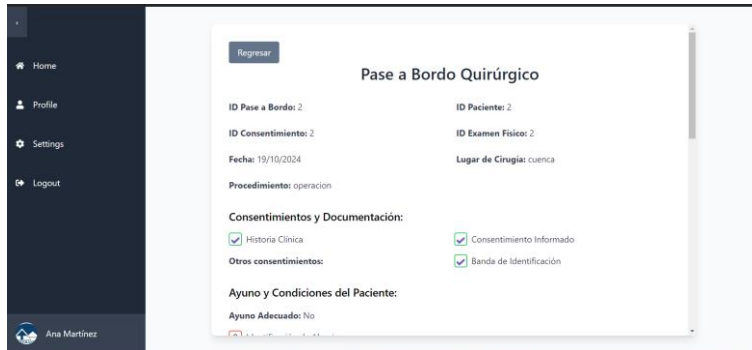 Home
Profile
Settings
Logout
Ana Martínez
Regresar
Pase a Bordo Quirúrgico
ID Pase a Bordo: 2
ID Paciente: 2
ID Consentimiento: 2
ID Examen Físico: 2
Fecha: 19/10/2024
Lugar de Cirugía: cuenca
Procedimiento: operacion
Consentimientos y Documentación:
Historia Clínica
Consentimiento Informado
Otros consentimientos:
Banda de Identificación
Ayuno y Condiciones del Paciente:
Ayuno Adecuado: No